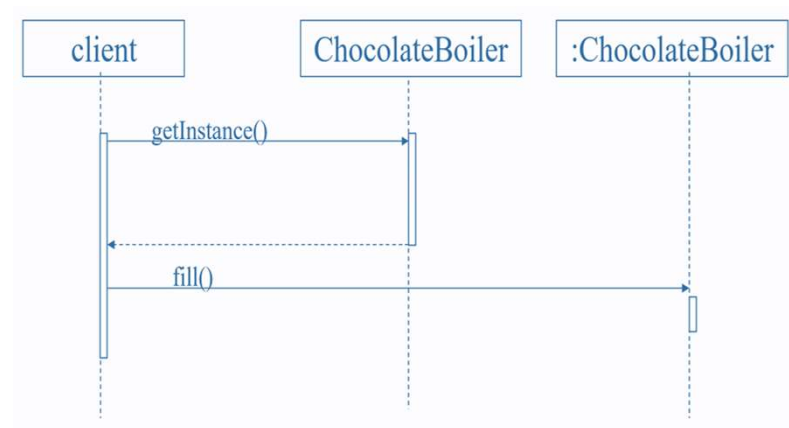 client
ChocolateBoiler
:ChocolateBoiler
getInstance()
fill()